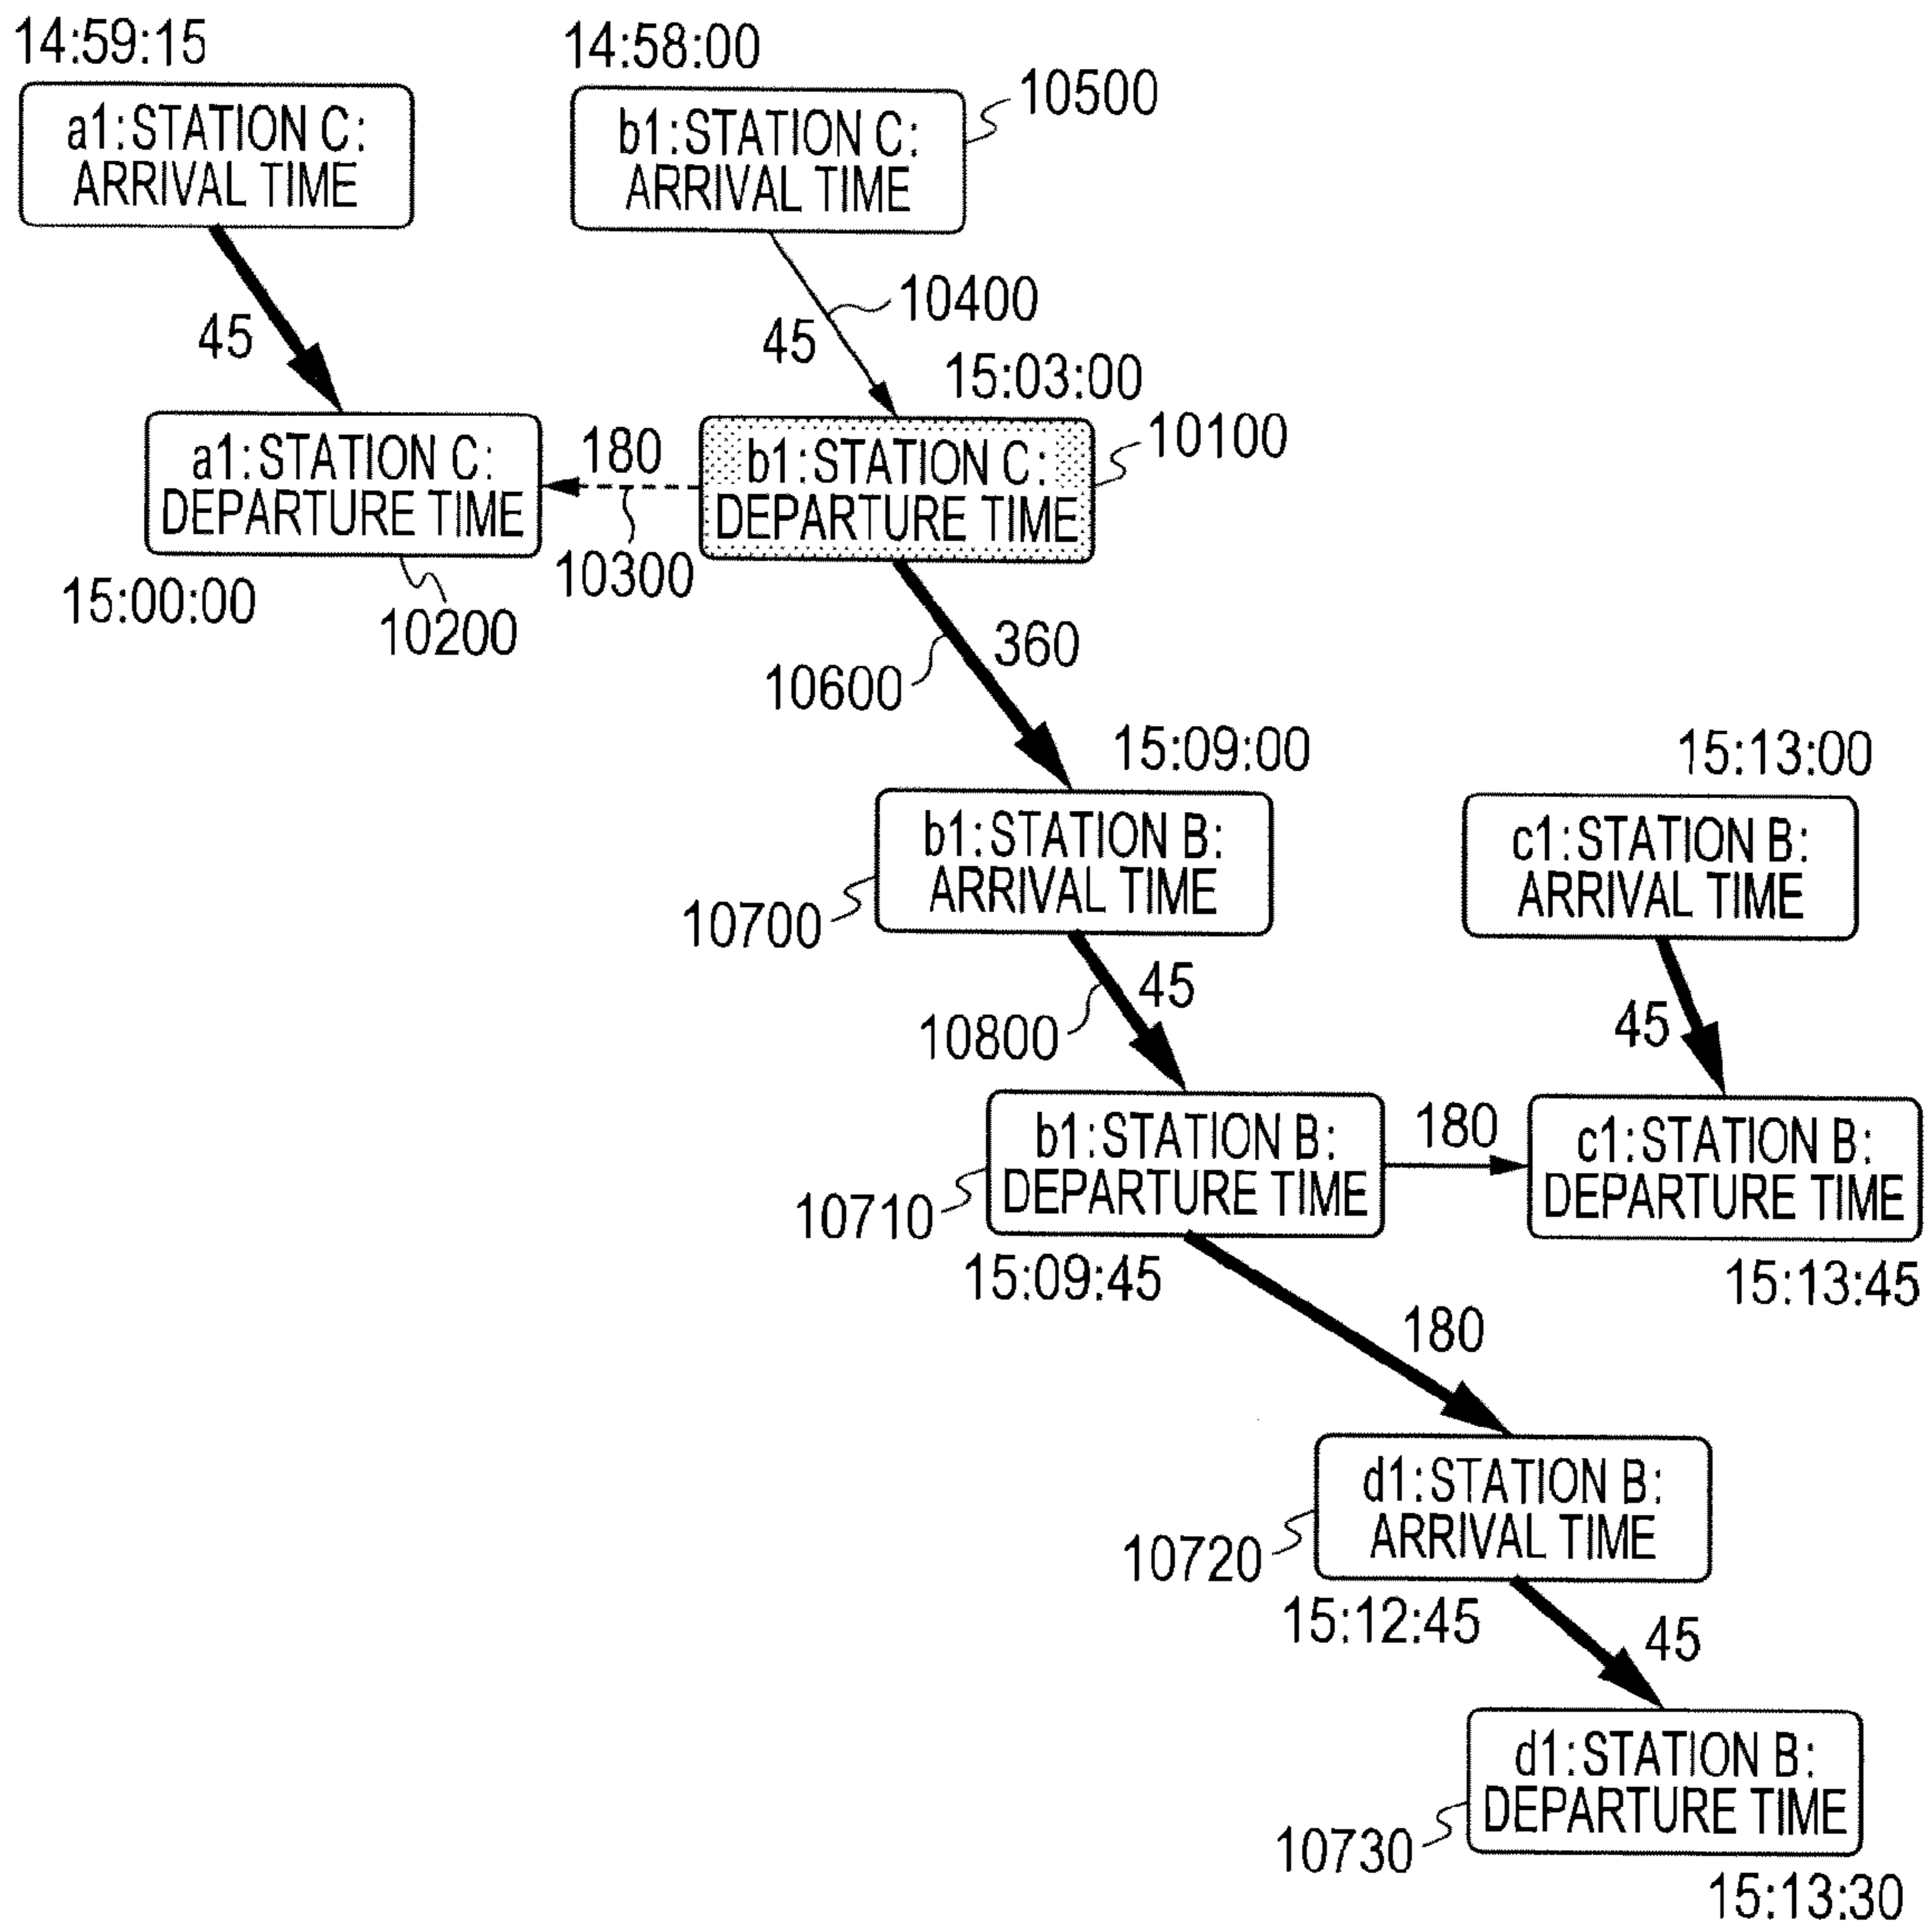 14:59:15
14:58:00
a1:STATION C:
ARRIVAL TIME
b1:STATION C:
ARRIVAL TIME
10500
45
10400
45
15:03:00
a1:STATION C:
DEPARTURE TIME
180
b1:STATION C:
DEPARTURE TIME
10100
10300
15:00:00
10200
360
10600
15:09:00
15:13:00
b1:STATION B:
ARRIVAL TIME
c1:STATION B:
ARRIVAL TIME
10700
45
10800
45
b1:STATION B:
DEPARTURE TIME
180
c1:STATION B:
DEPARTURE TIME
10710
15:09:45
15:13:45
180
d1:STATION B:
ARRIVAL TIME
10720
15:12:45
45
d1:STATION B:
DEPARTURE TIME
10730
15:13:30